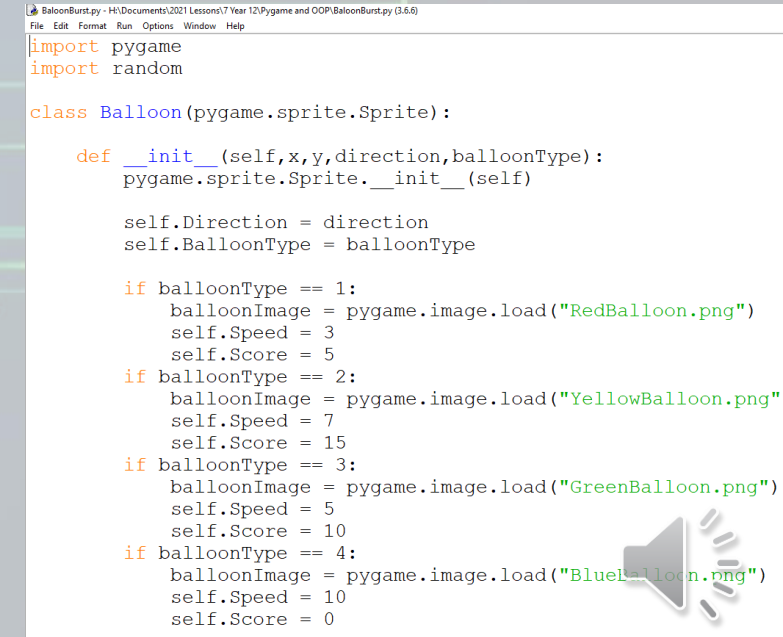 BaloonBurst.py - H:\Documents\2021 Lessons\7 Year 12\Pygame and OOP\BaloonBurst.py (3.6.6)
File Edit Format Run Options Window Help
import pygame
import random
class Balloon(pygame.sprite.Sprite):
def __init__(self,x,y,direction,balloonType):
pygame.sprite.Sprite.__init__(self)
self.Direction = direction
self.BalloonType = balloonType
if balloonType == 1:
balloonImage = pygame.image.load("RedBalloon.png")
self.Speed = 3
self.Score = 5
if balloonType == 2:
balloonImage = pygame.image.load("YellowBalloon.png"
self.Speed = 7
self.Score = 15
if balloonType == 3:
balloonImage = pygame.image.load("GreenBalloon.png")
self.Speed = 5
self.Score = 10
if balloonType == 4:
balloonImage = pygame.image.load("BlueBalloon.png")
self.Speed = 10
self.Score = 0